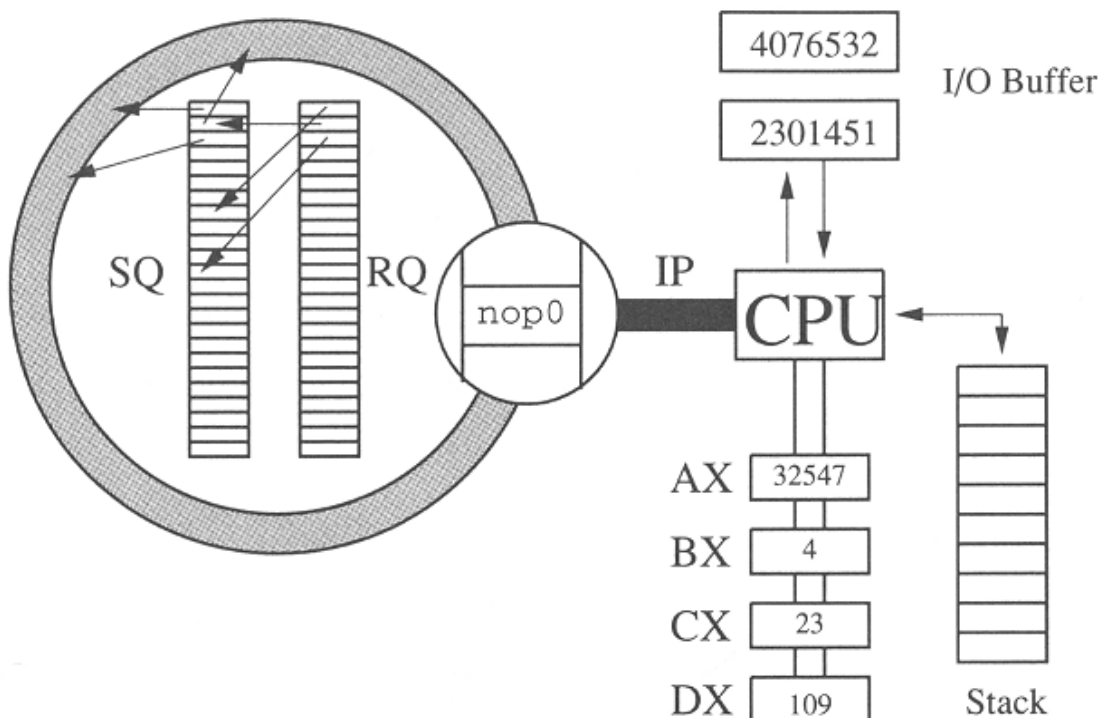 4076532
I/O Buffer
2301451
SQ
RQ
IP
nop0
CPU
AX
32547
BX
4
CX
23
DX
109
Stack